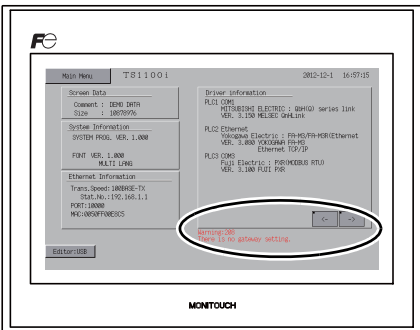 Fe
Main Menu
TS1100i
2012-12-1 16:57:15
Screen Data
Comment : DEMO DATA
Size : 10878976
System Information
SYSTEM PROG. VER. 1.000
FONT VER. 1.000
MULTI LANG
Ethernet Information
Trans.Speed:100BASE-TX
Stat.No.:192.168.1.1
PORT:10000
MAC:0050FF00E8C5
Driver information
PLC1 COM1
MITSUBISHI ELECTRIC : QnH(Q) series link
VER. 3.150 MELSEC QnHLink
PLC2 Ethernet
Yokogawa Electric : FA-M3/FA-M3R(Ethernet
VER. 3.080 YOKOGAWA FA-M3
Ethernet TCP/IP
PLC3 COM3
Fuji Electric : PXR(MODBUS RTU)
VER. 3.100 FUJI PXR
<- ->
Warning:200
There is no gateway setting.
Editor:USB
MONITOUCH